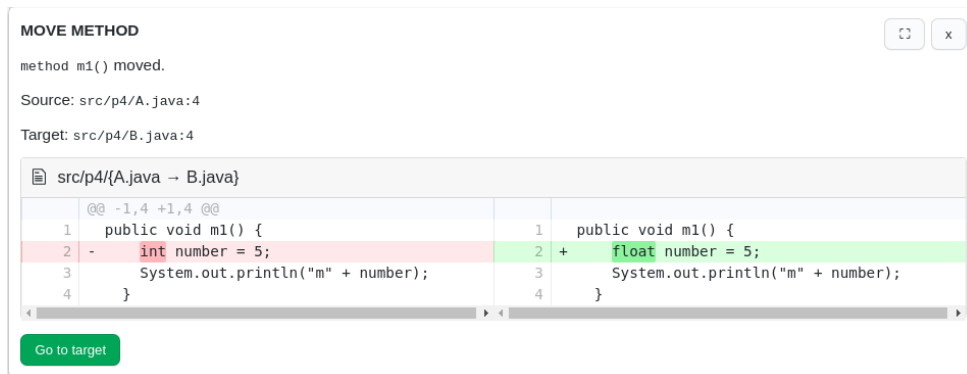 MOVE METHOD
x
method m1() moved.
Source: src/p4/A.java:4
Target: src/p4/B.java:4
src/p4/{A.java → B.java}
@@ -1,4 +1,4 @@
1 public void m1() { 1 public void m1() {
2 - int number = 5; 2 + float number = 5;
3 System.out.println("m" + number); 3 System.out.println("m" + number);
4 } 4 }
Go to target